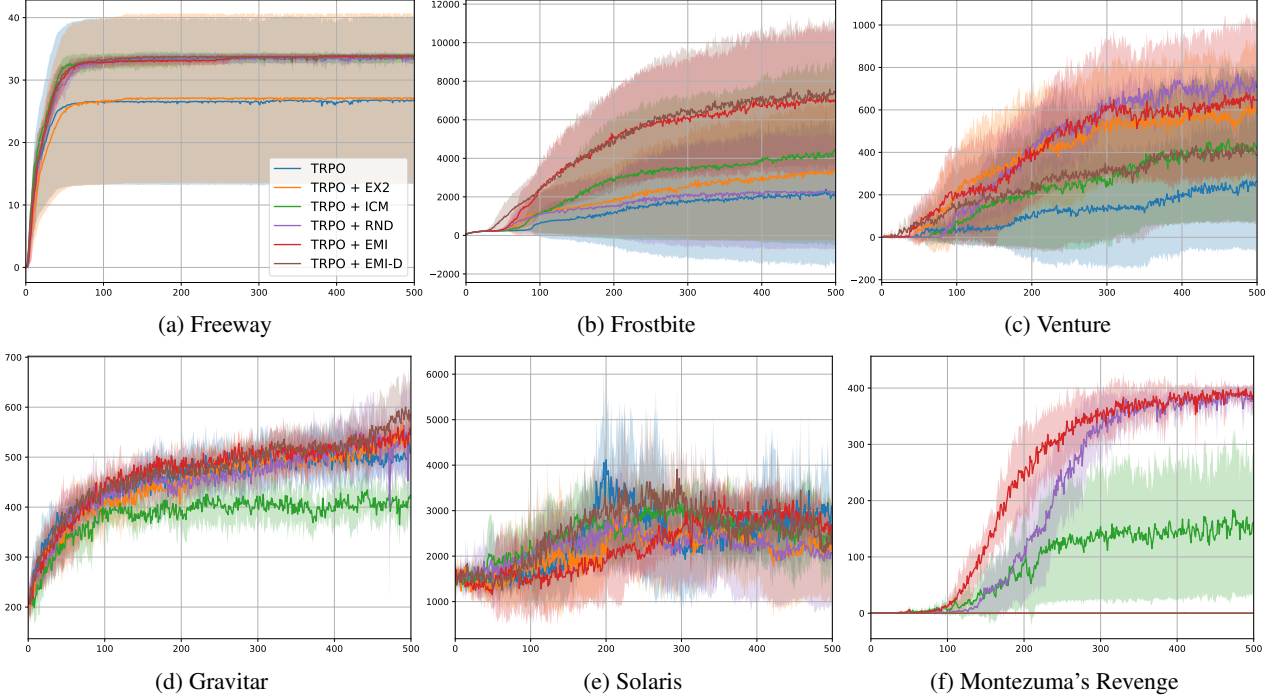 40
30
20
10
0
0 100 200 300 400 500
TRPO
TRPO + EX2
TRPO + ICM
TRPO + RND
TRPO + EMI
TRPO + EMI-D
(a) Freeway
12000
10000
8000
6000
4000
2000
0
−2000
0 100 200 300 400 500
(b) Frostbite
1000
800
600
400
200
0
−200
0 100 200 300 400 500
(c) Venture
700
600
500
400
300
200
0 100 200 300 400 500
(d) Gravitar
6000
5000
4000
3000
2000
1000
0 100 200 300 400 500
(e) Solaris
400
300
200
100
0
0 100 200 300 400 500
(f) Montezuma's Revenge